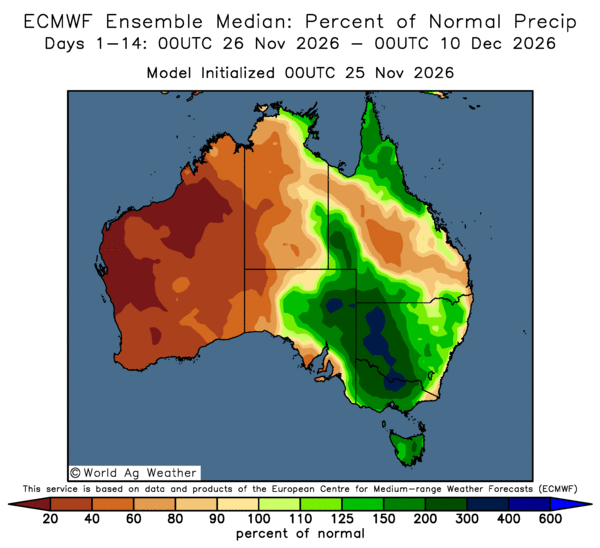 ECMWF Ensemble Median: Percent of Normal Precip
Days 1–14: 00UTC 26 Nov 2026 – 00UTC 10 Dec 2026
Model Initialized 00UTC 25 Nov 2026
© World Ag Weather
This service is based on data and products of the European Centre for Medium-range Weather Forecasts (ECMWF)
20 40 60 80 90 100 110 125 150 200 300 400 600
percent of normal